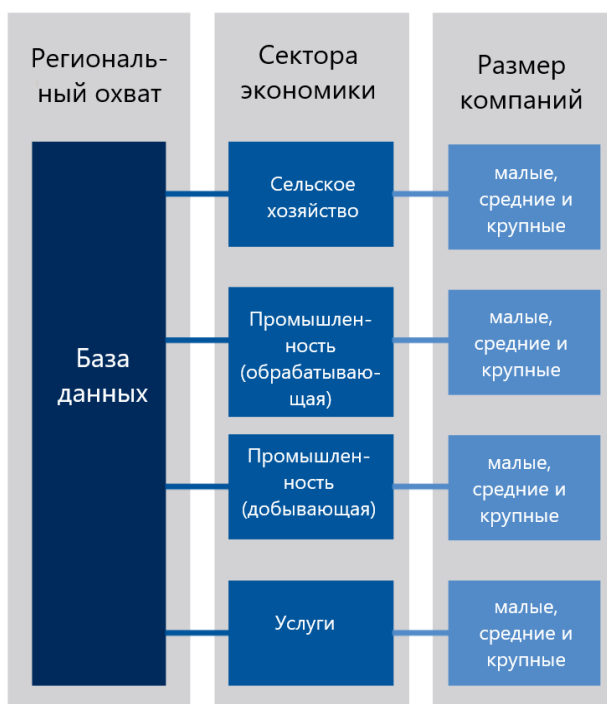 Региональ-
ный охват
Сектора
экономики
Размер
компаний
База
данных
Сельское
хозяйство
малые,
средние и
крупные
Промышлен-
ность
(обрабатываю-
щая)
малые,
средние и
крупные
Промышлен-
ность
(добывающая)
малые,
средние и
крупные
Услуги
малые,
средние и
крупные